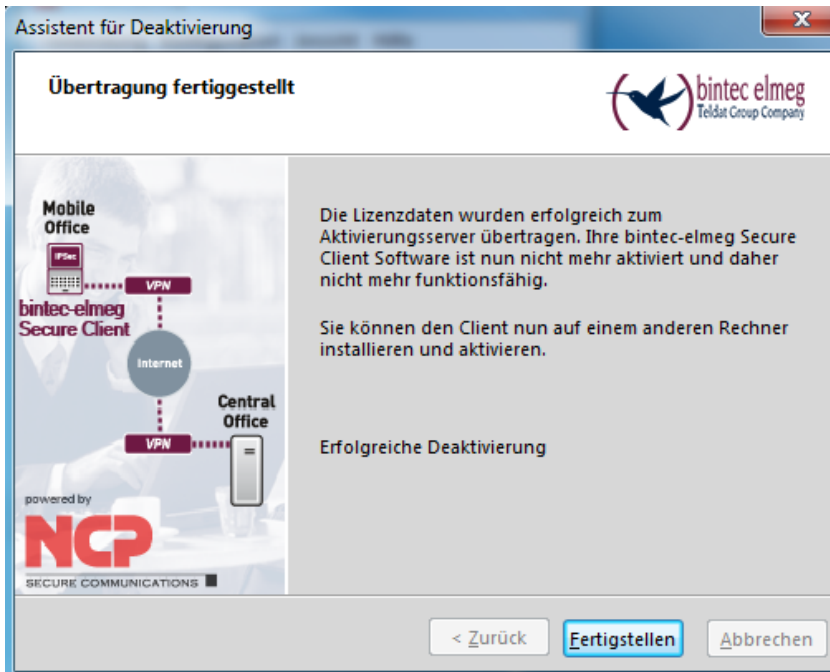 Assistent für Deaktivierung
Übertragung fertiggestellt
bintec elmeg
Teldat Group Company
Mobile
Office
IPSec
VPN
bintec-elmeg
Secure Client
Internet
Central
Office
VPN
powered by
NCP
SECURE COMMUNICATIONS
Die Lizenzdaten wurden erfolgreich zum
Aktivierungsserver übertragen. Ihre bintec-elmeg Secure
Client Software ist nun nicht mehr aktiviert und daher
nicht mehr funktionsfähig.
Sie können den Client nun auf einem anderen Rechner
installieren und aktivieren.
Erfolgreiche Deaktivierung
< Zurück Fertigstellen Abbrechen